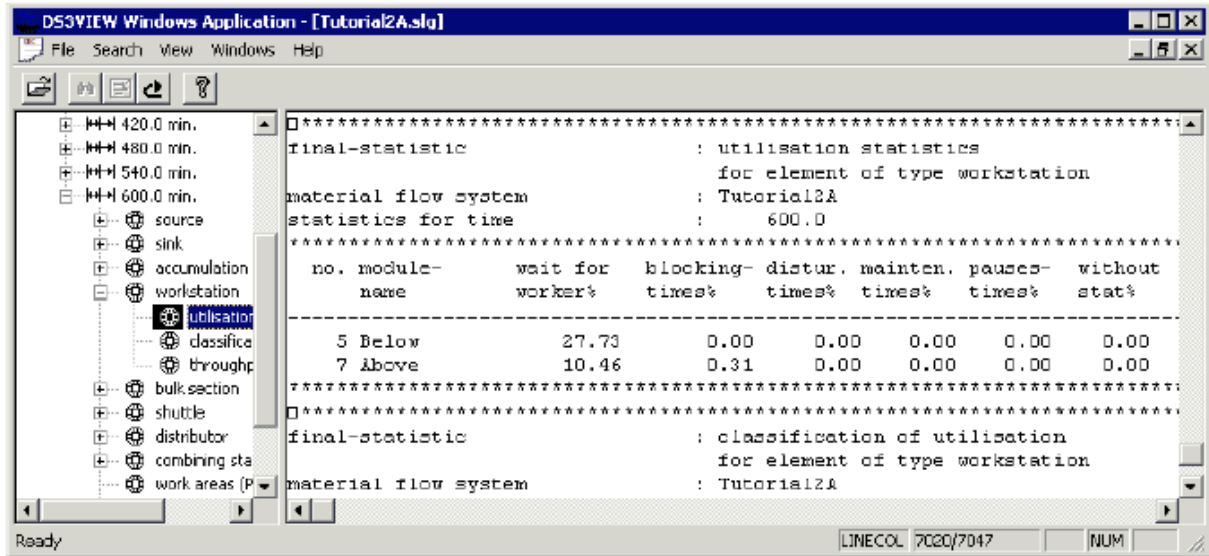 DS3VIEW Windows Application - [Tutorial2A.slg]
File Search View Windows Help
420.0 min.
480.0 min.
540.0 min.
600.0 min.
source
sink
accumulation
workstation
utilisation
classifica
throughp
bulk section
shuttle
distributor
combining sta
work areas (P
****************************************************************************
final-statistic : utilisation statistics
for element of type workstation
material flow system : Tutorial2A
statistics for time : 600.0
****************************************************************************
no. module- wait for blocking- distur. mainten. pauses- without
name worker% times% times% times% times% stat%
----------------------------------------------------------------------------
5 Below 27.73 0.00 0.00 0.00 0.00 0.00
7 Above 10.46 0.31 0.00 0.00 0.00 0.00
****************************************************************************
****************************************************************************
final-statistic : classification of utilisation
for element of type workstation
material flow system : Tutorial2A
Ready
LINECOL 7020/7047 NUM